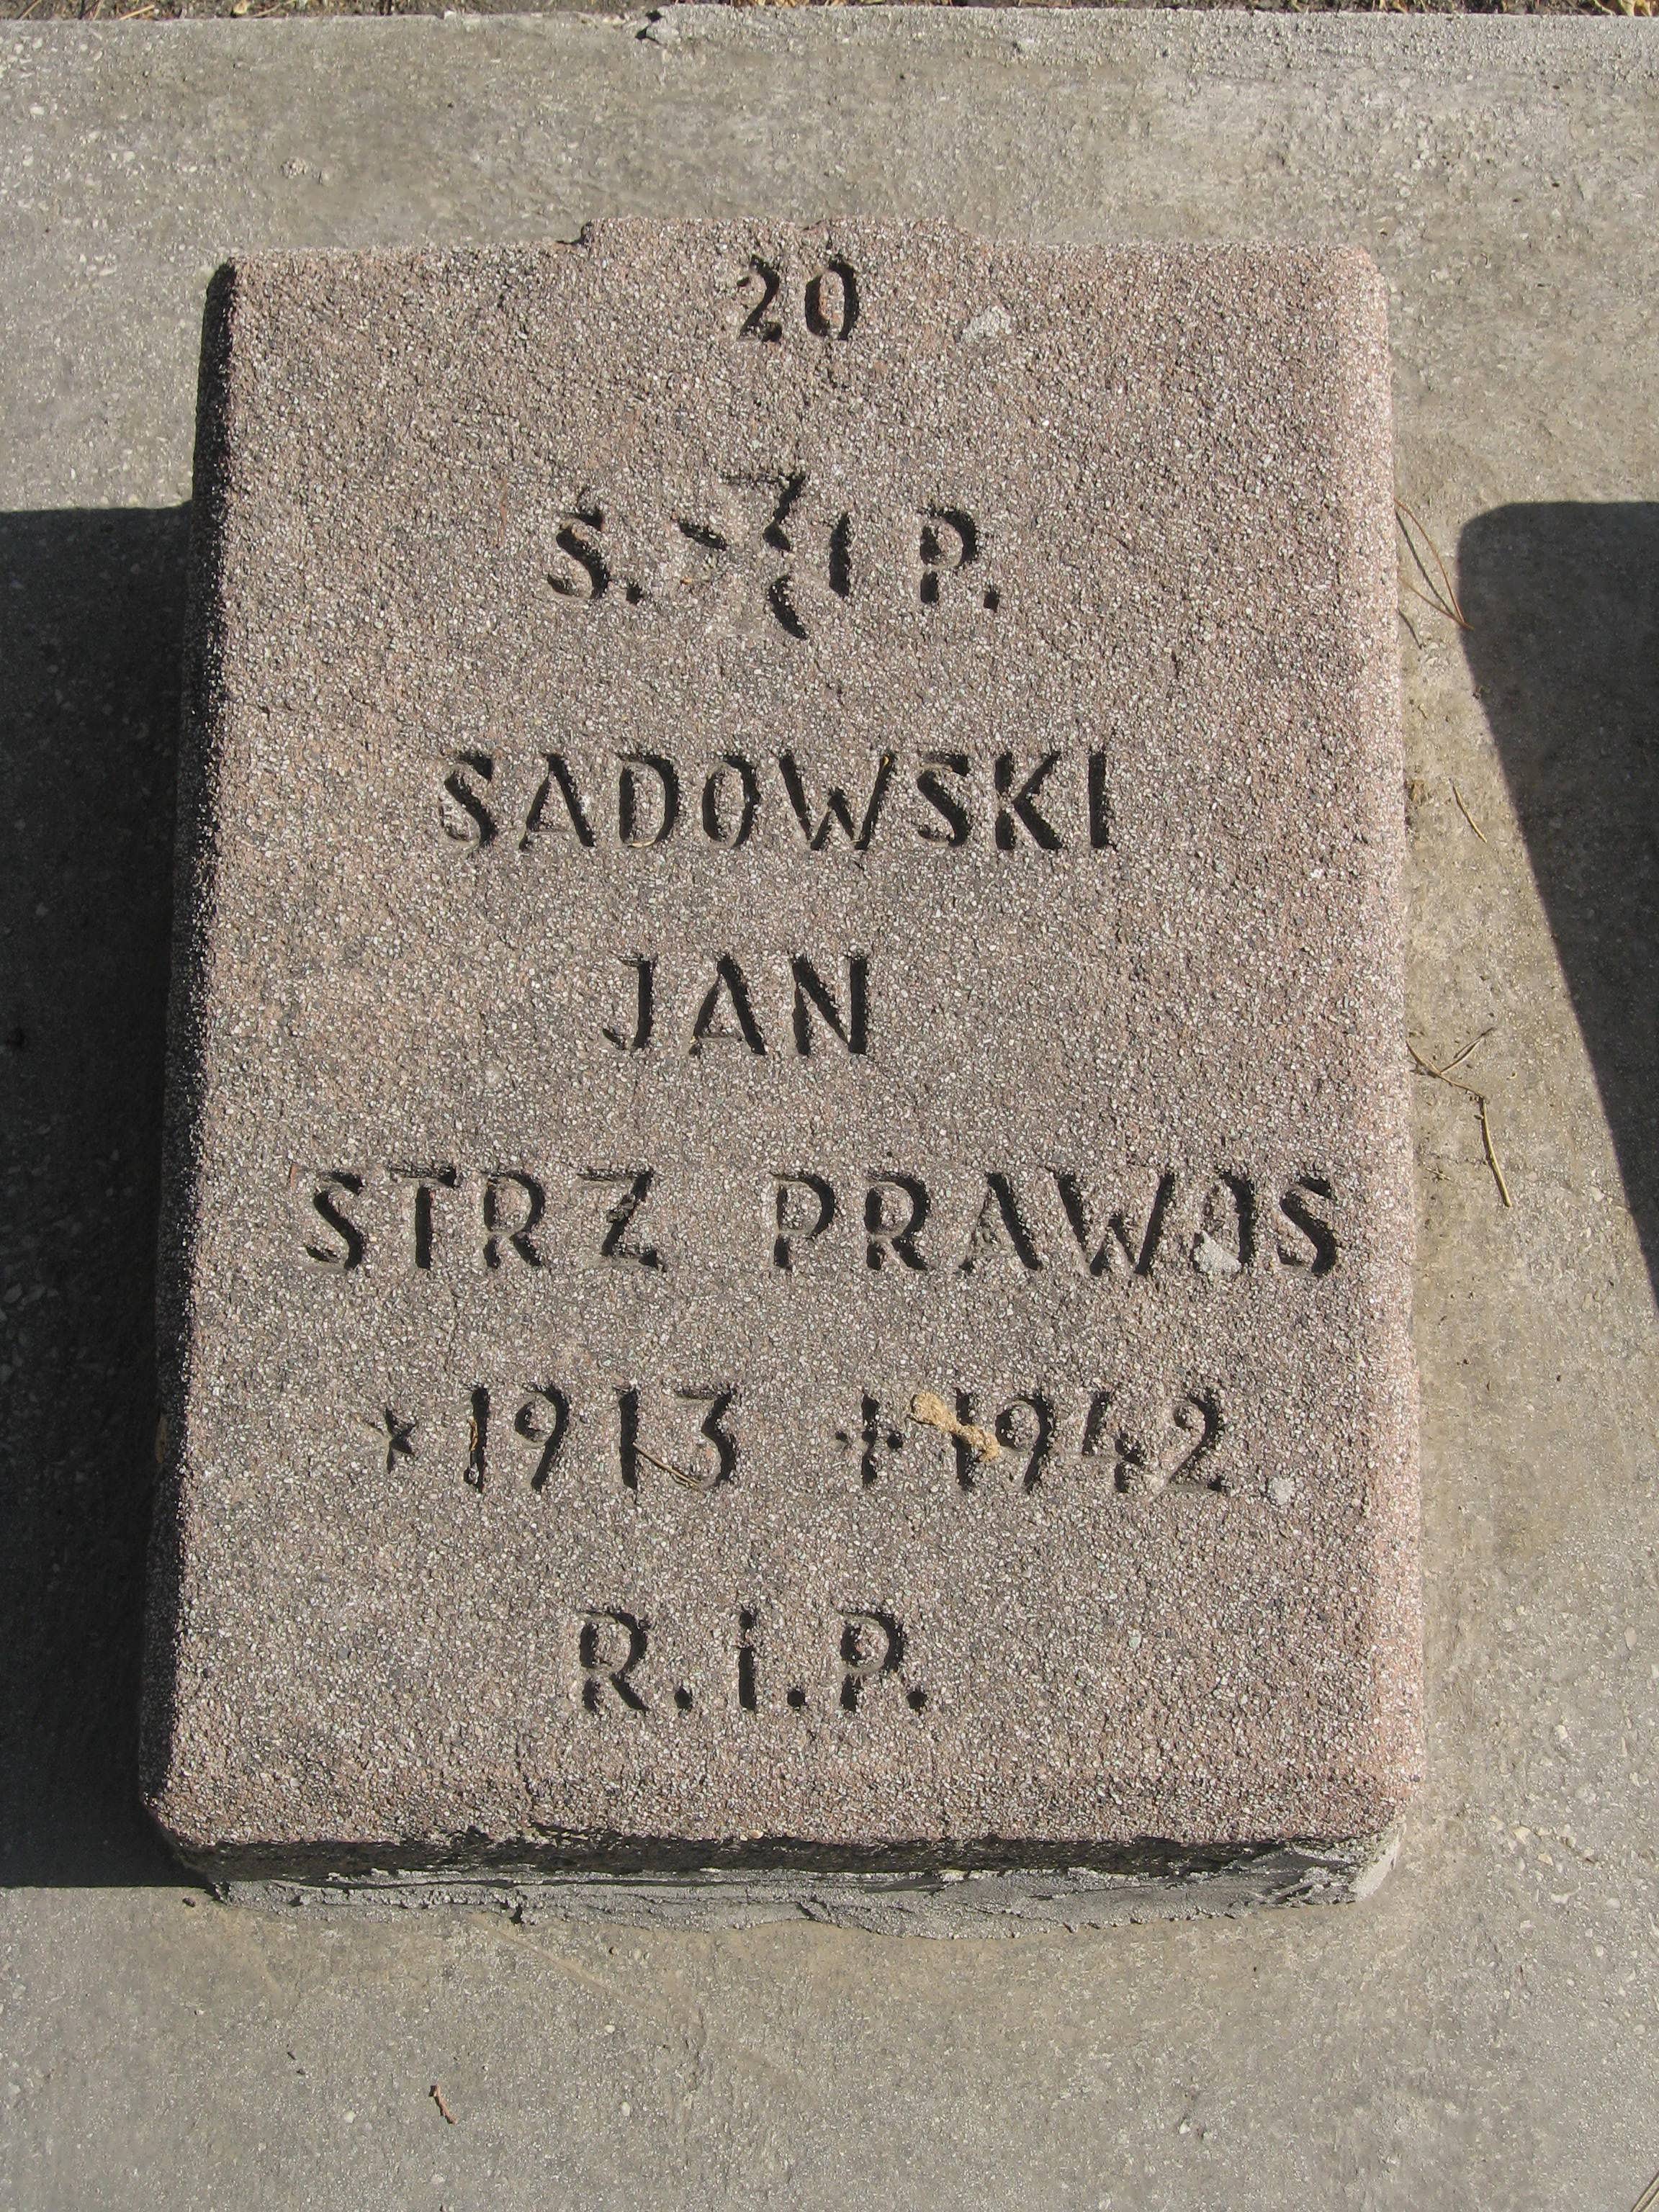 20
S. P.
SADOWSKI
JAN
STRZ PRAWOS
* 1913 + 1942
R.i.P.